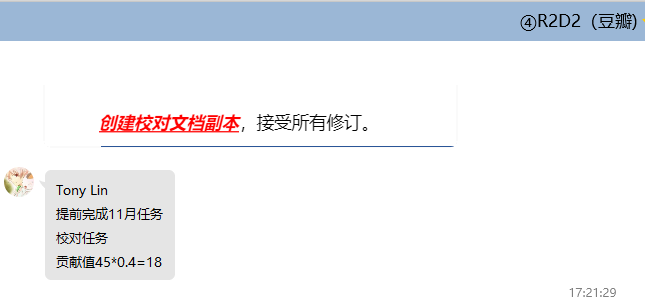 ④R2D2（豆瓣)
创建校对文档副本，接受所有修订。
Tony Lin
提前完成11月任务
校对任务
贡献值45*0.4=18
17:21:29